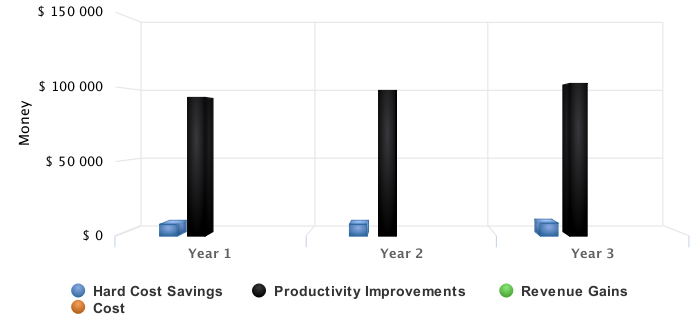 $ 150 000
$ 100 000
$ 50 000
$ 0
Money
Year 1
Year 2
Year 3
Hard Cost Savings
Productivity Improvements
Revenue Gains
Cost